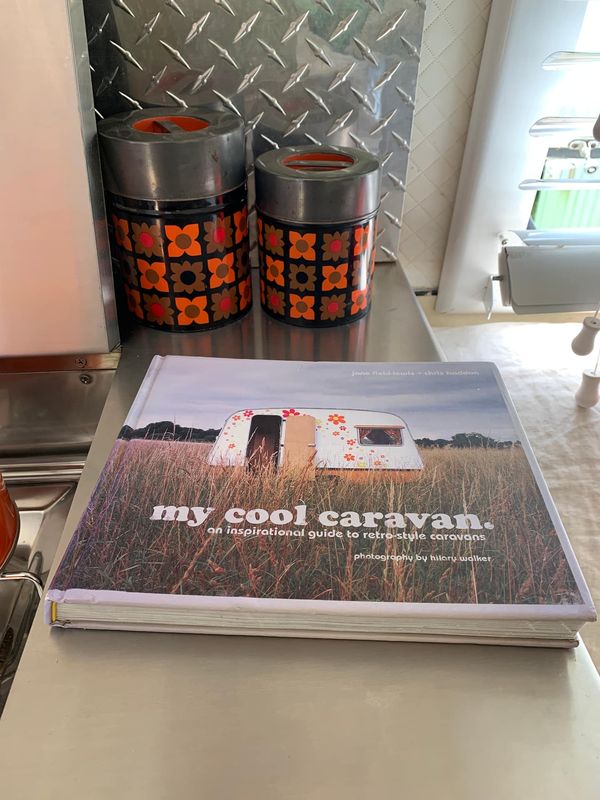 jane field-lewis + chris haddon
my cool caravan.
an inspirational guide to retro-style caravans
photography by hilary walker